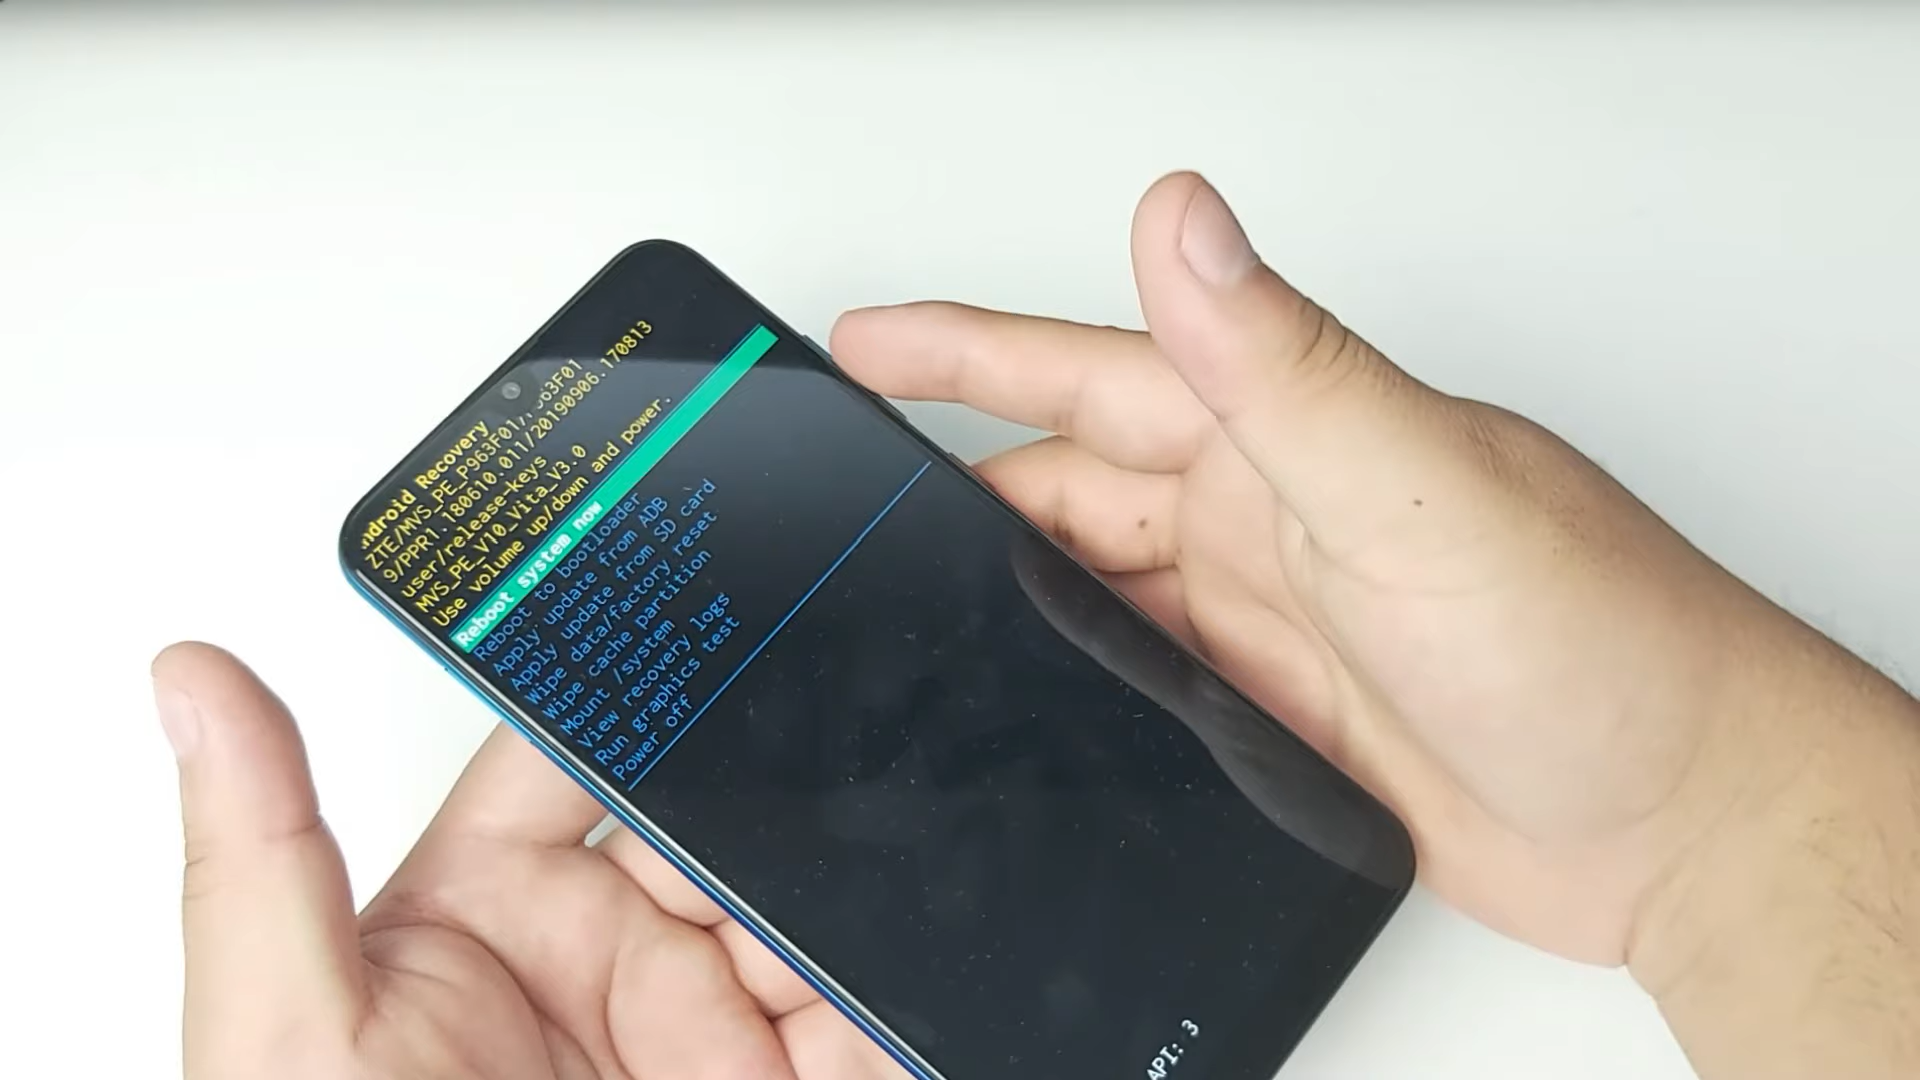 Android Recovery
ZTE/MVS_PE_P963F01/P963F01
9/PPR1.180610.011/20190906.170813
user/release-keys
MVS_PE_V10_Vita_V3.0
Use volume up/down and power.
Reboot system now
Reboot to bootloader
Apply update from ADB
Apply update from SD card
Wipe data/factory reset
Wipe cache partition
Mount /system
View recovery logs
Run graphics test
Power off
API: 3